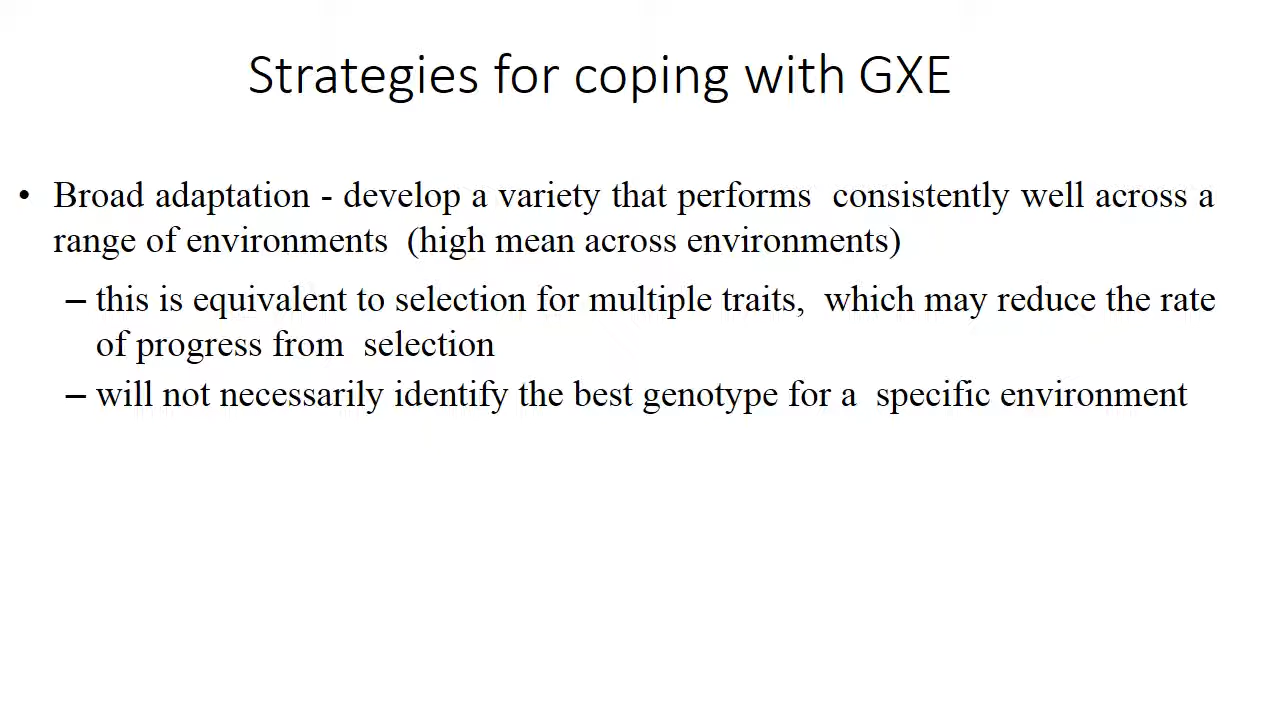 Strategies for coping with GXE
• Broad adaptation - develop a variety that performs  consistently well across a
range of environments  (high mean across environments)
– this is equivalent to selection for multiple traits,  which may reduce the rate
of progress from  selection
– will not necessarily identify the best genotype for a  specific environment